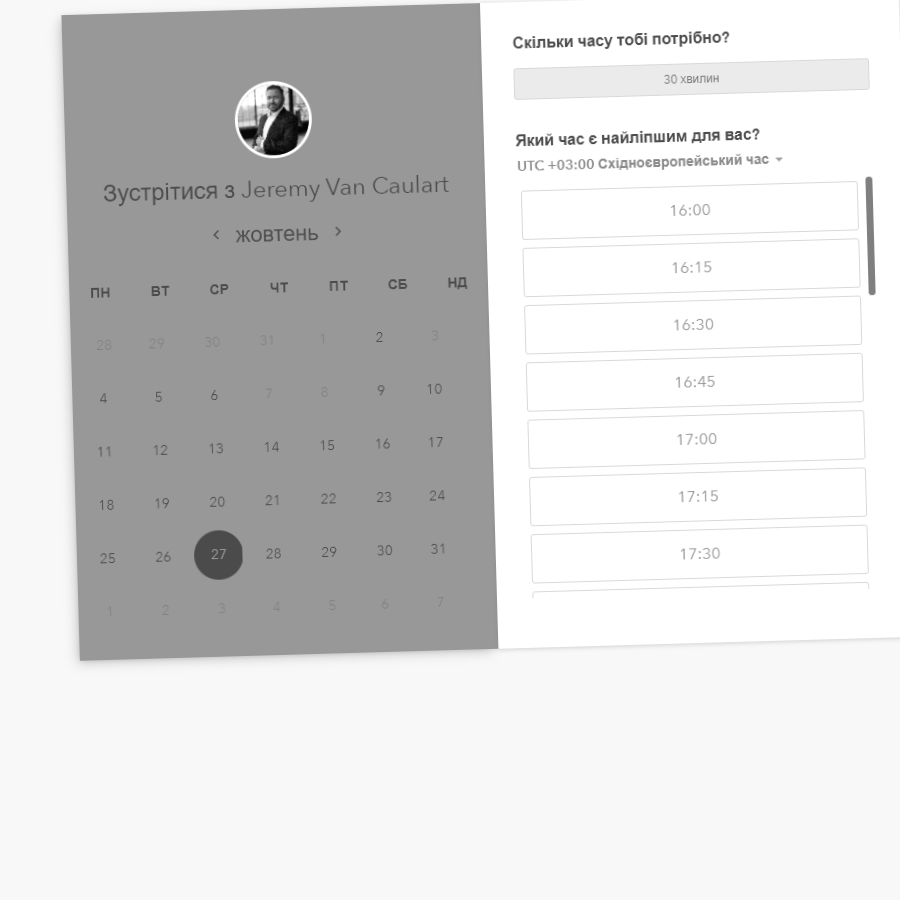 Зустрітися з Jeremy Van Caulart
‹ жовтень ›
ПН ВТ СР ЧТ ПТ СБ НД
28 29 30 31 1 2 3
4 5 6 7 8 9 10
11 12 13 14 15 16 17
18 19 20 21 22 23 24
25 26 27 28 29 30 31
1 2 3 4 5 6 7
Скільки часу тобі потрібно?
30 хвилин
Який час є найліпшим для вас?
UTC +03:00 Східноєвропейський час
16:00
16:15
16:30
16:45
17:00
17:15
17:30